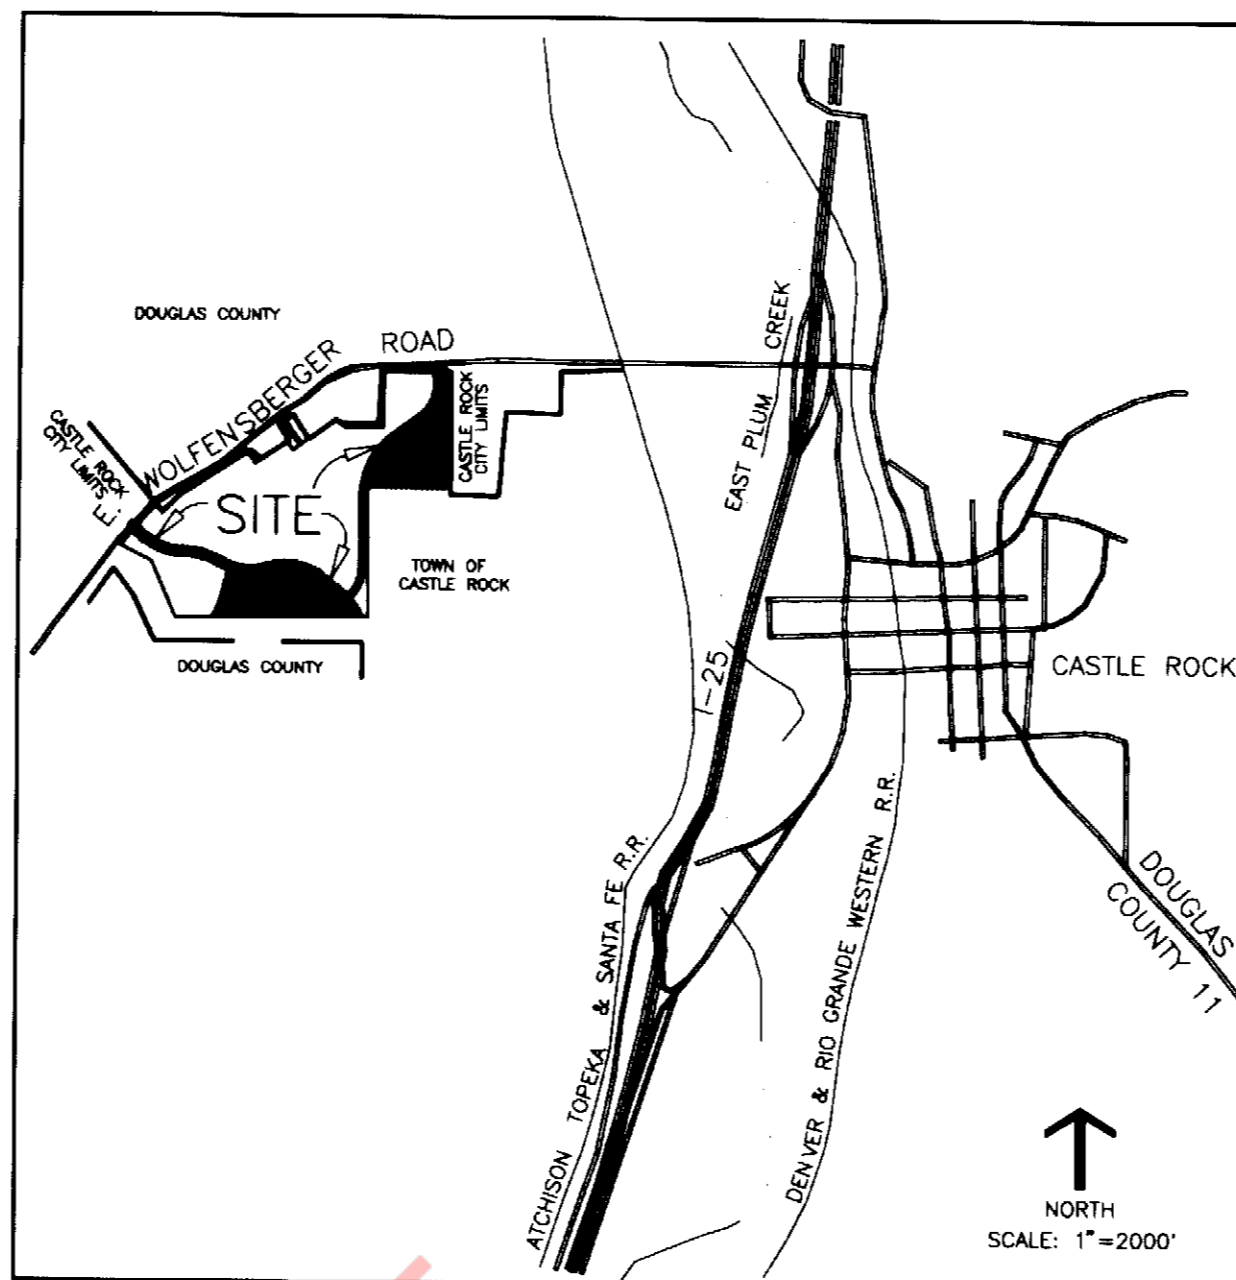 DOUGLAS COUNTY
E. WOLFENSBERGER ROAD
CASTLE ROCK
CITY LIMITS
CASTLE ROCK
CITY LIMITS
SITE
TOWN OF
CASTLE ROCK
DOUGLAS COUNTY
EAST PLUM CREEK
I-25
CASTLE ROCK
ATCHISON TOPEKA & SANTA FE R.R.
DENVER & RIO GRANDE WESTERN R.R.
DOUGLAS
COUNTY 11
NORTH
SCALE: 1"=2000'